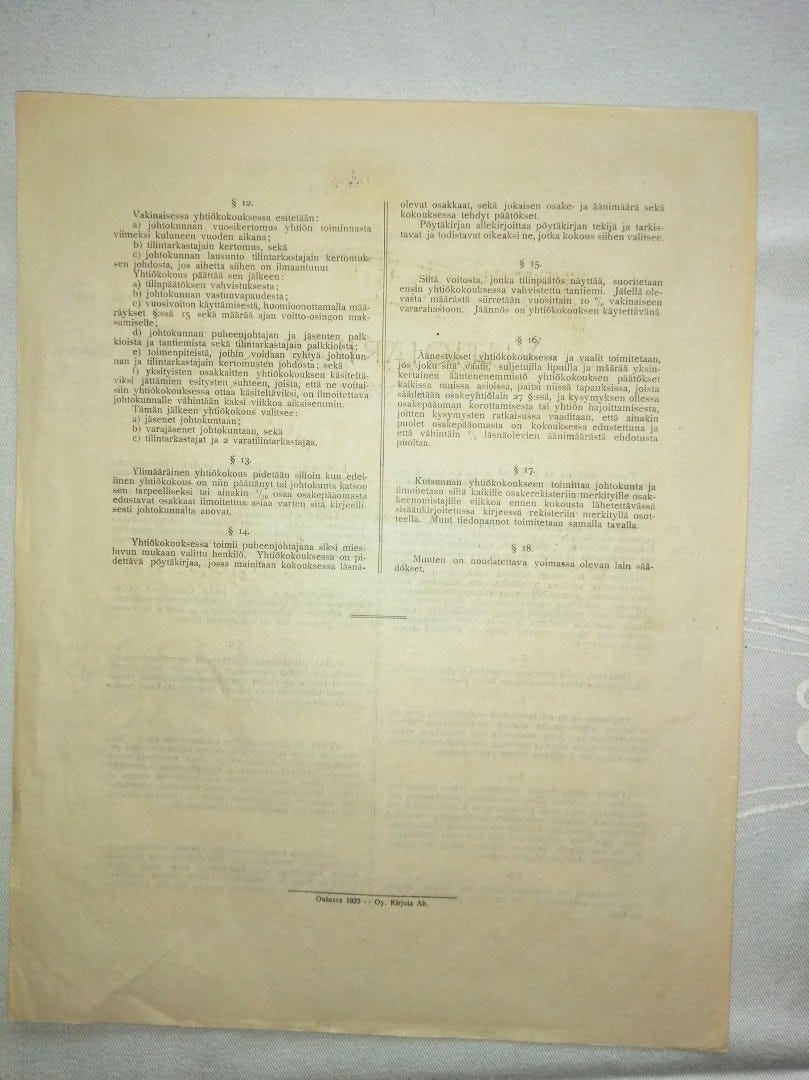 § 12.
Vakinaisessa yhtiökokouksessa esitetään:
a) johtokunnan vuosikertomus yhtiön toiminnasta
viimeksi kuluneen vuoden aikana;
b) tilintarkastajain kertomus, sekä
c) johtokunnan lausunto tilintarkastajain kertomuk-
sen johdosta, jos aihetta siihen on ilmaantunut.
Yhtiökokous päättää sen jälkeen:
a) tilinpäätöksen vahvistuksesta;
b) johtokunnan vastuuvapaudesta;
c) vuosivoiton käyttämisestä, huomioonottamalla mää-
räykset §:ssä 15 sekä määrää ajan voitto-osingon mak-
samiselle;
d) johtokunnan puheenjohtajan ja jäsenten palk-
kioista ja tantiemista sekä tilintarkastajain palkkioista;
e) toimenpiteistä, joihin voidaan ryhtyä johtokun-
nan ja tilintarkastajain kertomusten johdosta; sekä
f) yksityisten osakkaitten yhtiökokouksen käsiteltä-
viksi jättämien esitysten suhteen, joista, että ne voitai-
siin yhtiökokouksessa ottaa käsiteltäviksi, on ilmoitettava
johtokunnalle vähintään kaksi viikkoa aikaisemmin.
Tämän jälkeen yhtiökokous valitsee:
a) jäsenet johtokuntaan;
b) varajäsenet johtokuntaan, sekä
c) tilintarkastajat ja 2 varatilintarkastajaa.
§ 13.
Ylimääräinen yhtiökokous pidetään silloin kun edel-
linen yhtiökokous on niin päättänyt tai johtokunta katsoo
sen tarpeelliseksi tai ainakin 1/10 osaa osakepääomasta
edustavat osakkaat ilmoitettua asiaa varten sitä kirjeelli-
sesti johtokunnalta anovat.
§ 14.
Yhtiökokouksessa toimii puheenjohtajana siksi mies-
luvun mukaan valittu henkilö. Yhtiökokouksessa on pi-
dettävä pöytäkirjaa, jossa mainitaan kokouksessa läsnä-
olevat osakkaat, sekä jokaisen osake- ja äänimäärä sekä
kokouksessa tehdyt päätökset.
Pöytäkirjan allekirjoittaa pöytäkirjan tekijä ja tarkis-
tavat ja todistavat oikeaksi ne, jotka kokous siihen valitsee.
§ 15.
Siitä voitosta, jonka tilinpäätös näyttää, suoritetaan
ensin yhtiökokouksessa vahvistettu tantiemi. Jälellä ole-
vasta määrästä siirretään vuosittain 10 % vakinaiseen
vararahastoon. Jäännös on yhtiökokouksen käytettävänä.
§ 16.
Äänestykset yhtiökokouksessa ja vaalit toimitetaan,
jos joku sitä vaatii, suljetuilla lipuilla ja määrää yksin-
kertainen ääntenenemmistö yhtiökokouksen päätökset
kaikissa muissa asioissa, paitsi niissä tapauksissa, joista
säädetään osakeyhtiölain 27 §:ssä, ja kysymyksen ollessa
osakepääoman korottamisesta tai yhtiön hajoittamisesta,
joitten kysymysten ratkaisussa vaaditaan, että ainakin
puolet osakepääomasta on kokouksessa edustettuna ja
että vähintäin läsnäolevien äänimäärästä ehdotusta
puoltaa.
§ 17.
Kutsunnan yhtiökokoukseen toimittaa johtokunta ja
ilmoitetaan siitä kaikille osakerekisteriin merkityille osak-
keenomistajille viikkoa ennen kokousta lähetettävässä
sisäänkirjoitetussa kirjeessä rekisteriin merkityllä osot-
teella. Muut tiedonannot toimitetaan samalla tavalla.
§ 18.
Muuten on noudatettava voimassa olevan lain sää-
dökset.
Oulussa 1922 -- Oy. Kirjola Ab.